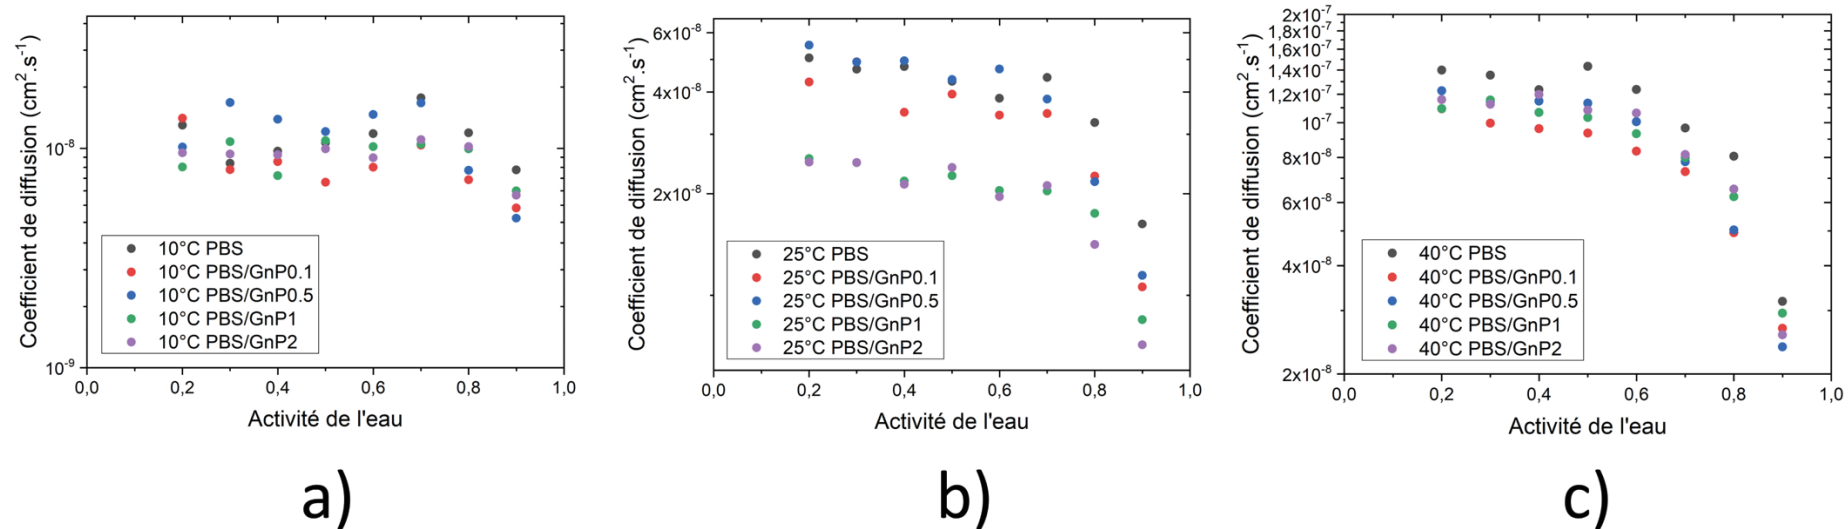 Coefficient de diffusion (cm².s⁻¹)
10⁻⁸
10⁻⁹
10°C PBS
10°C PBS/GnP0.1
10°C PBS/GnP0.5
10°C PBS/GnP1
10°C PBS/GnP2
0,0 0,2 0,4 0,6 0,8 1,0
Activité de l'eau
a)
Coefficient de diffusion (cm².s⁻¹)
6x10⁻⁸
4x10⁻⁸
2x10⁻⁸
25°C PBS
25°C PBS/GnP0.1
25°C PBS/GnP0.5
25°C PBS/GnP1
25°C PBS/GnP2
0,0 0,2 0,4 0,6 0,8 1,0
Activité de l'eau
b)
Coefficient de diffusion (cm².s⁻¹)
2x10⁻⁷
1,8x10⁻⁷
1,6x10⁻⁷
1,4x10⁻⁷
1,2x10⁻⁷
10⁻⁷
8x10⁻⁸
6x10⁻⁸
4x10⁻⁸
2x10⁻⁸
40°C PBS
40°C PBS/GnP0.1
40°C PBS/GnP0.5
40°C PBS/GnP1
40°C PBS/GnP2
0,0 0,2 0,4 0,6 0,8 1,0
Activité de l'eau
c)